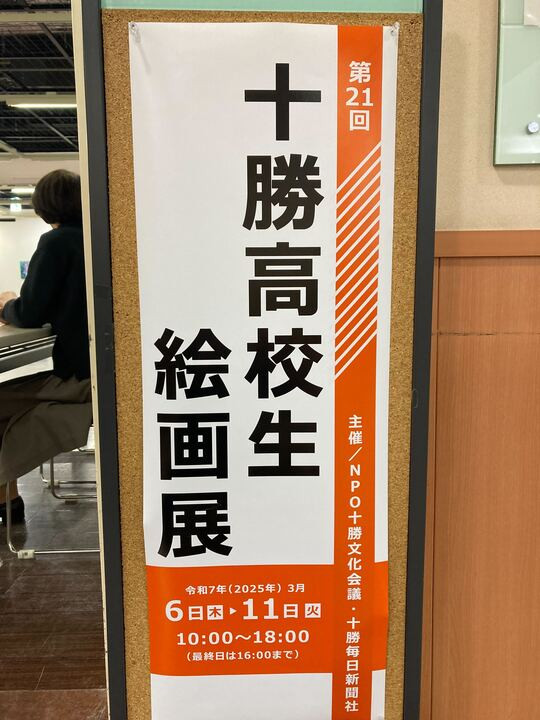 第21回
十勝高校生
絵画展
主催／NPO十勝文化会議・十勝毎日新聞社
令和7年(2025年) 3月
6日木▶11日火
10:00～18:00
(最終日は16:00まで)